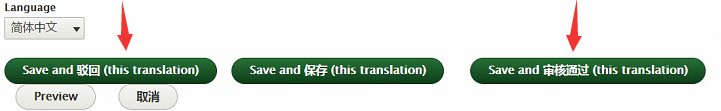 Language
简体中文
Save and 驳回 (this translation) Save and 保存 (this translation) Save and 审核通过 (this translation)
Preview 取消